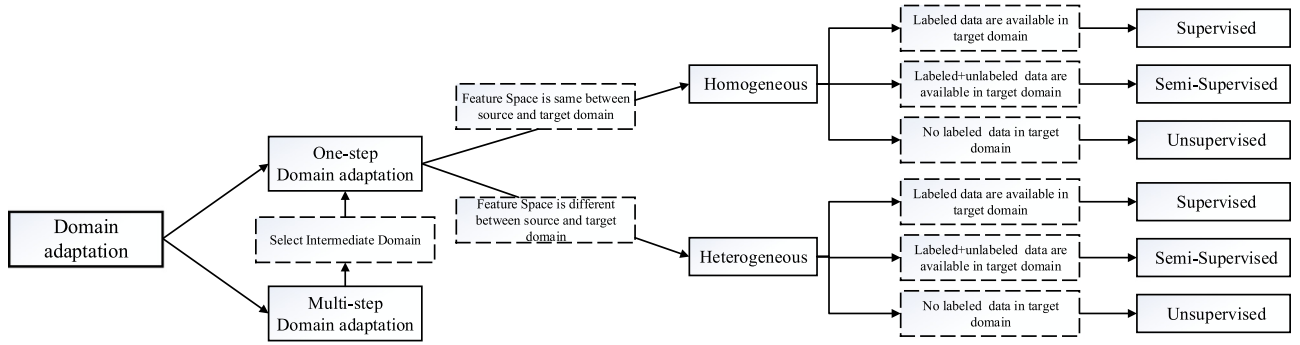 Domain
adaptation
One-step
Domain adaptation
Select Intermediate Domain
Multi-step
Domain adaptation
Feature Space is same between
source and target domain
Feature Space is different
between source and target
domain
Homogeneous
Heterogeneous
Labeled data are available in
target domain
Supervised
Labeled+unlabeled data are
available in target domain
Semi-Supervised
No labeled data in target
domain
Unsupervised
Labeled data are available in
target domain
Supervised
Labeled+unlabeled data are
available in target domain
Semi-Supervised
No labeled data in target
domain
Unsupervised